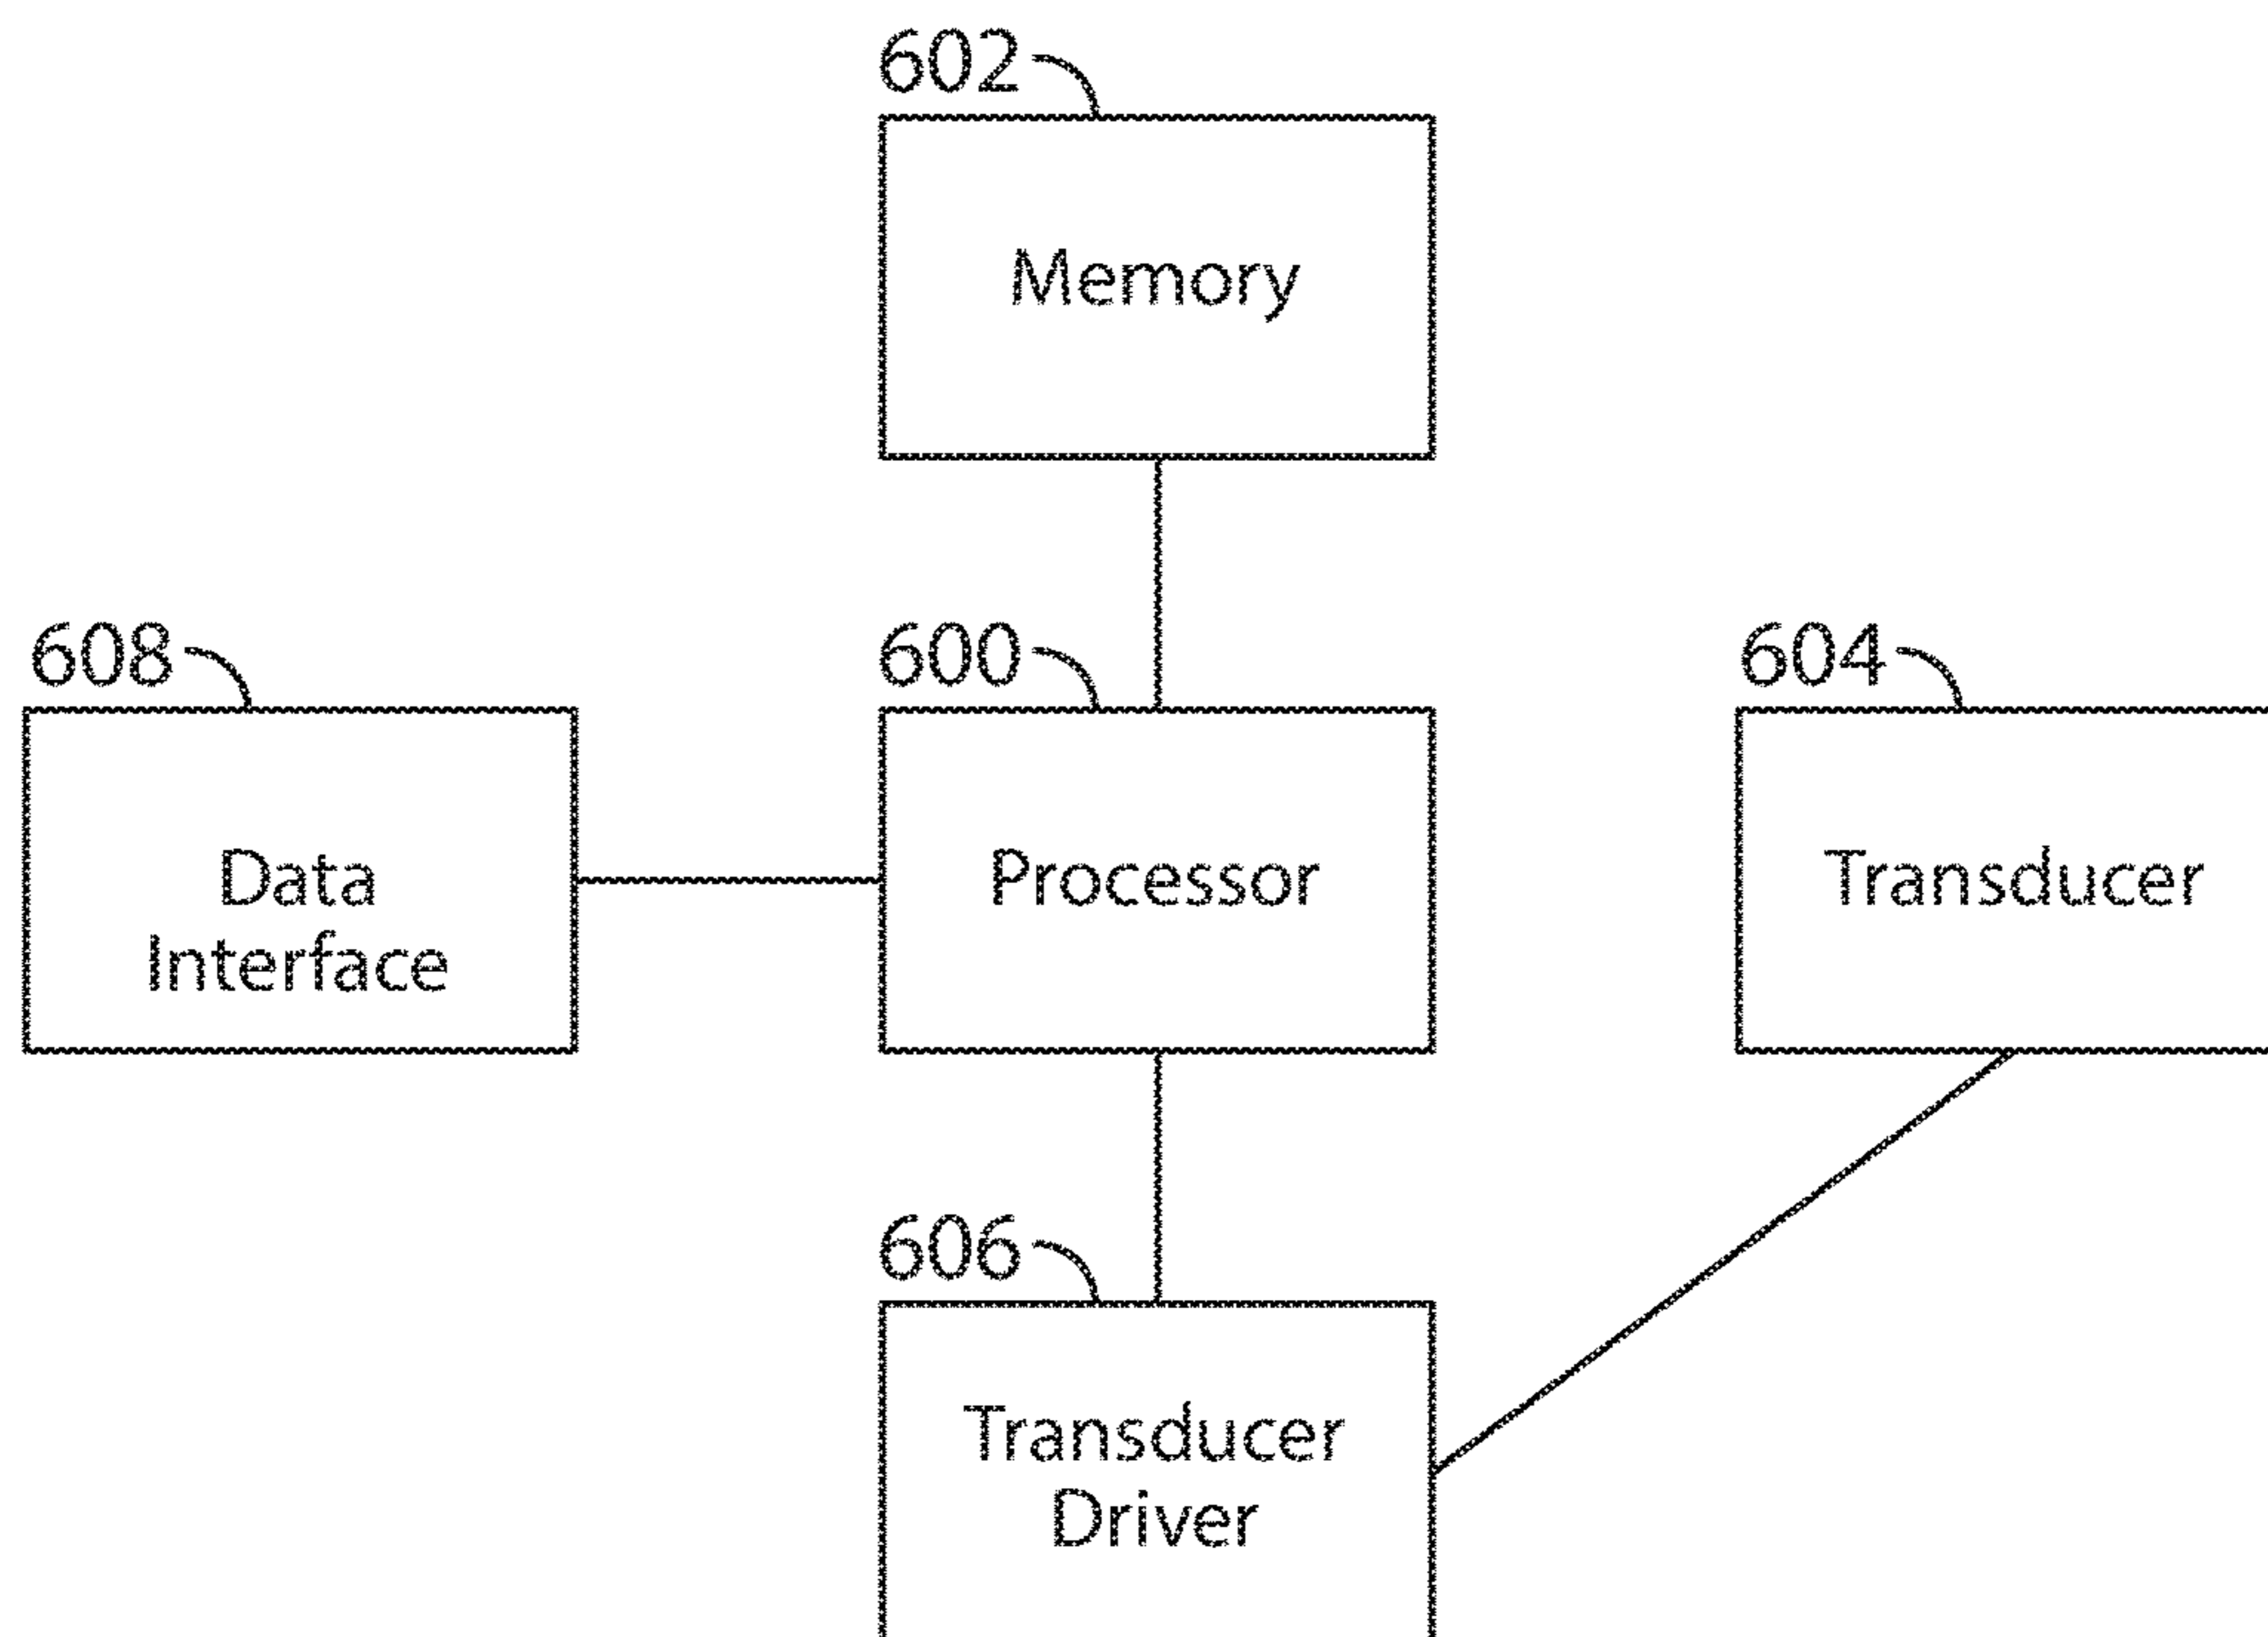 602
Memory
608
600
604
Data
Interface
Processor
Transducer
606
Transducer
Driver